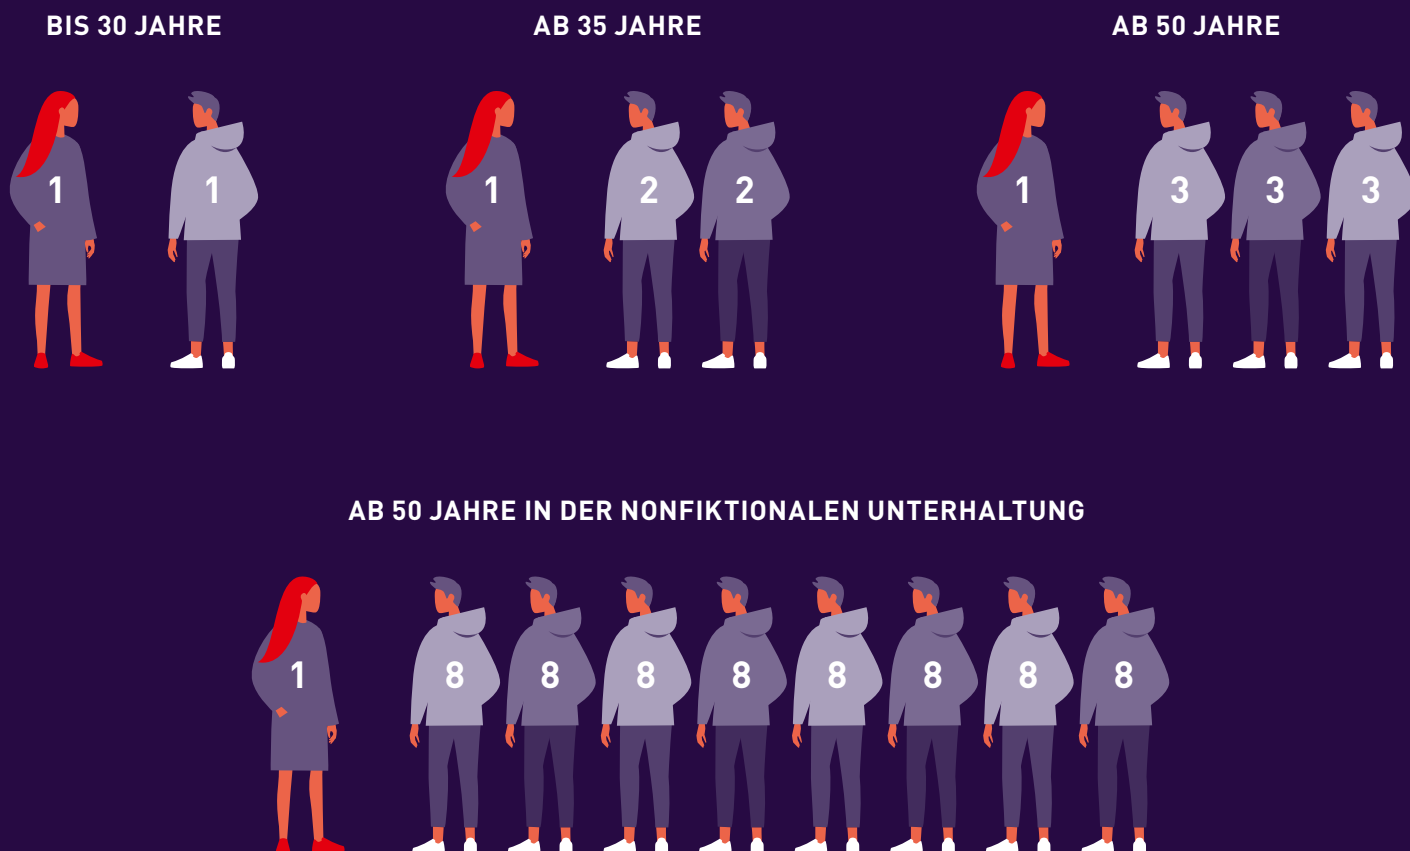 BIS 30 JAHRE
AB 35 JAHRE
AB 50 JAHRE
1 1
1 2 2
1 3 3 3
AB 50 JAHRE IN DER NONFIKTIONALEN UNTERHALTUNG
1 8 8 8 8 8 8 8 8